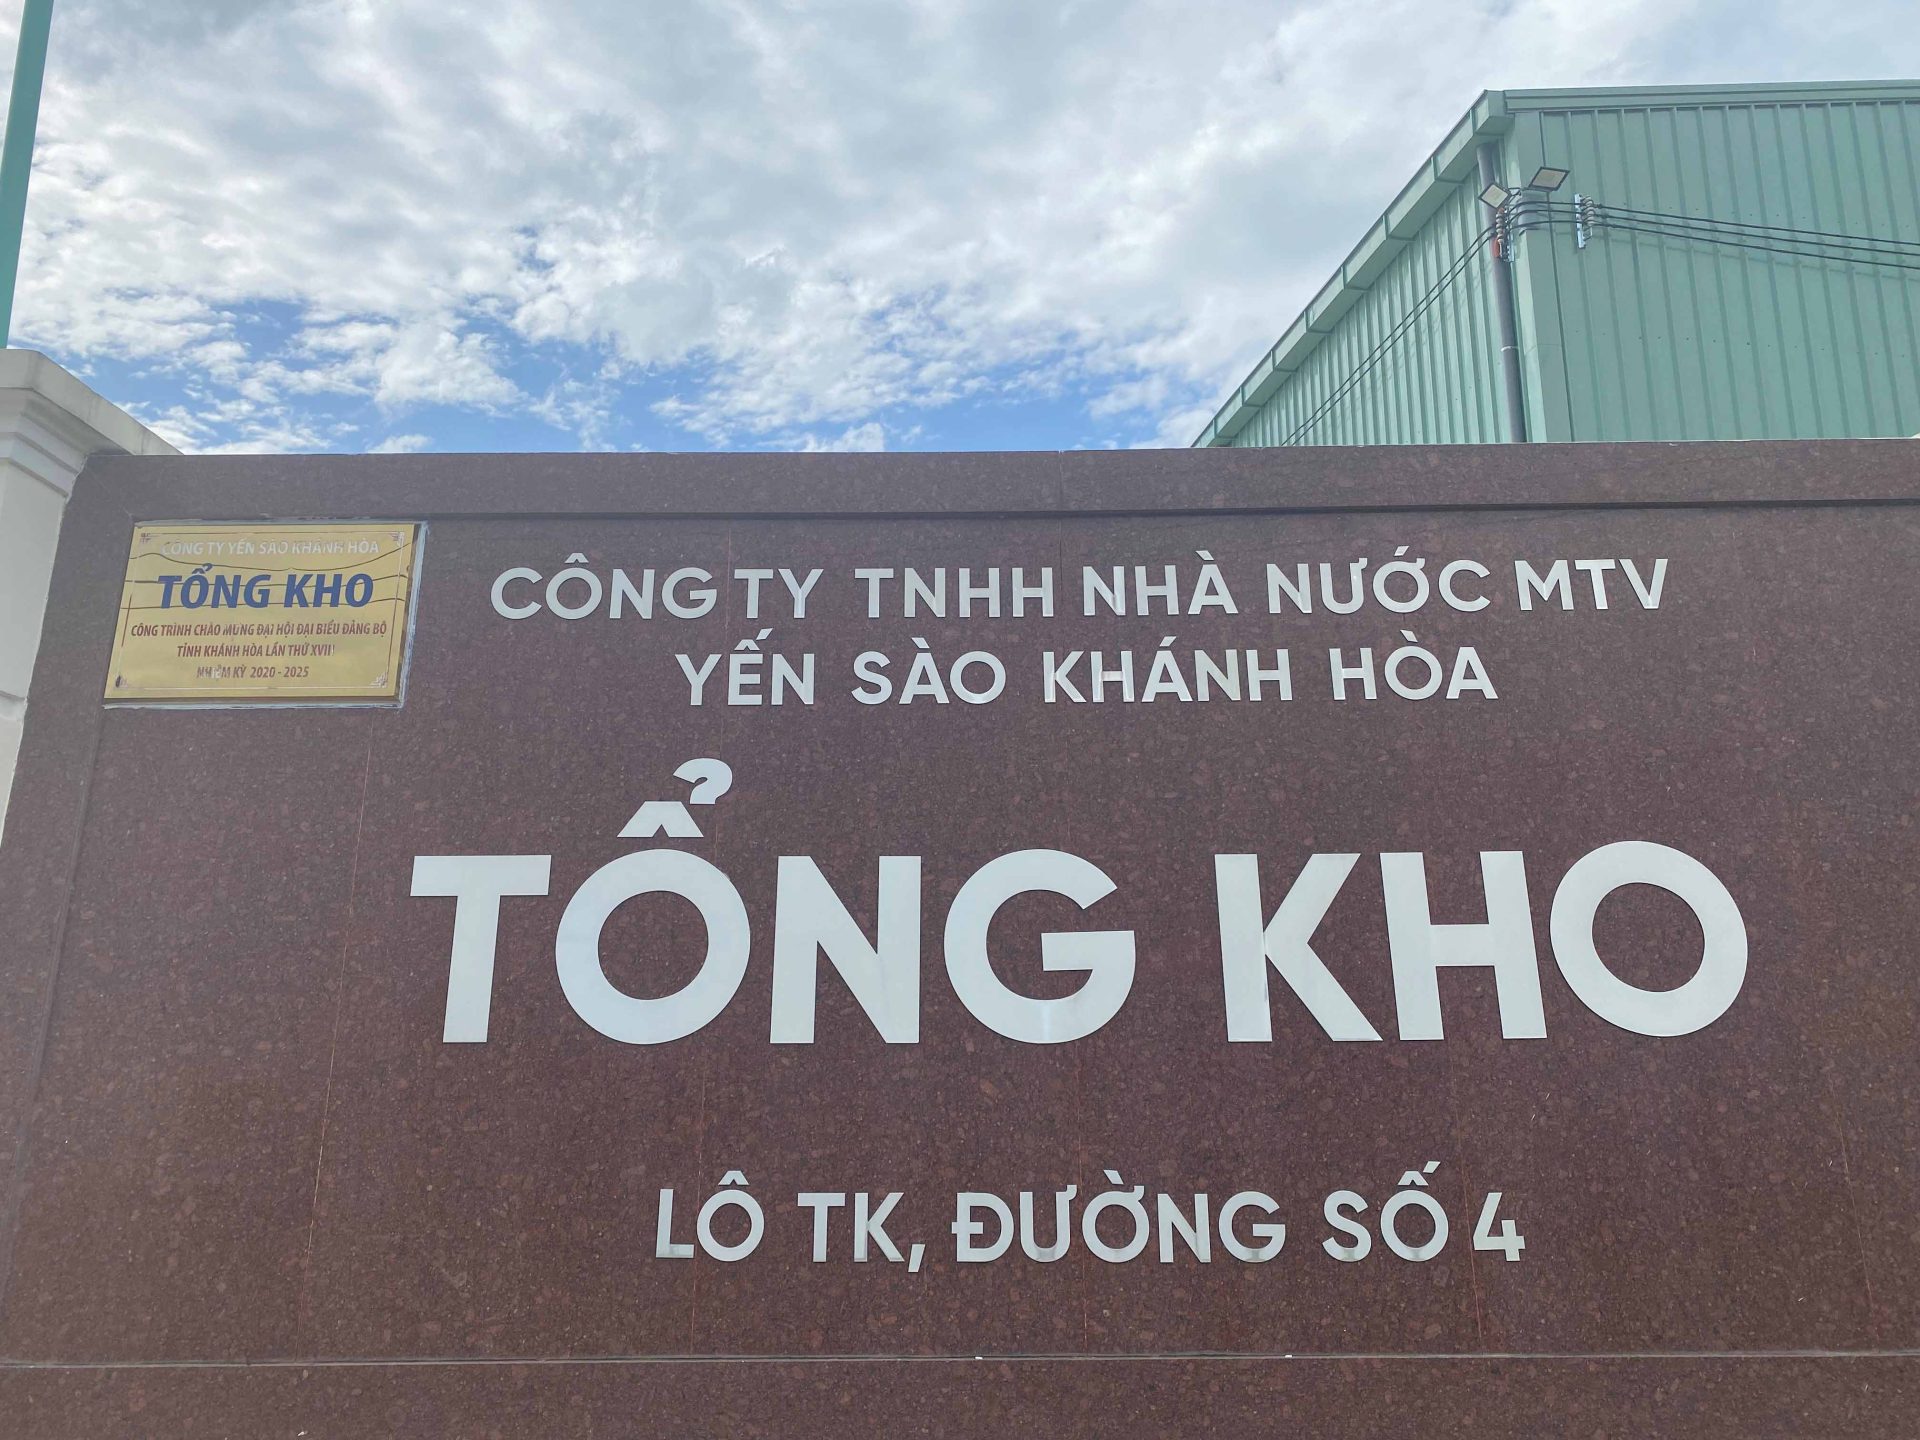 CÔNG TY YẾN SÀO KHÁNH HÒA
TỔNG KHO
CÔNG TRÌNH CHÀO MỪNG ĐẠI HỘI ĐẠI BIỂU ĐẢNG BỘ
TỈNH KHÁNH HÒA LẦN THỨ XVIII
NHIỆM KỲ 2020 - 2025
CÔNG TY TNHH NHÀ NƯỚC MTV
YẾN SÀO KHÁNH HÒA
TỔNG KHO
LÔ TK, ĐƯỜNG SỐ 4